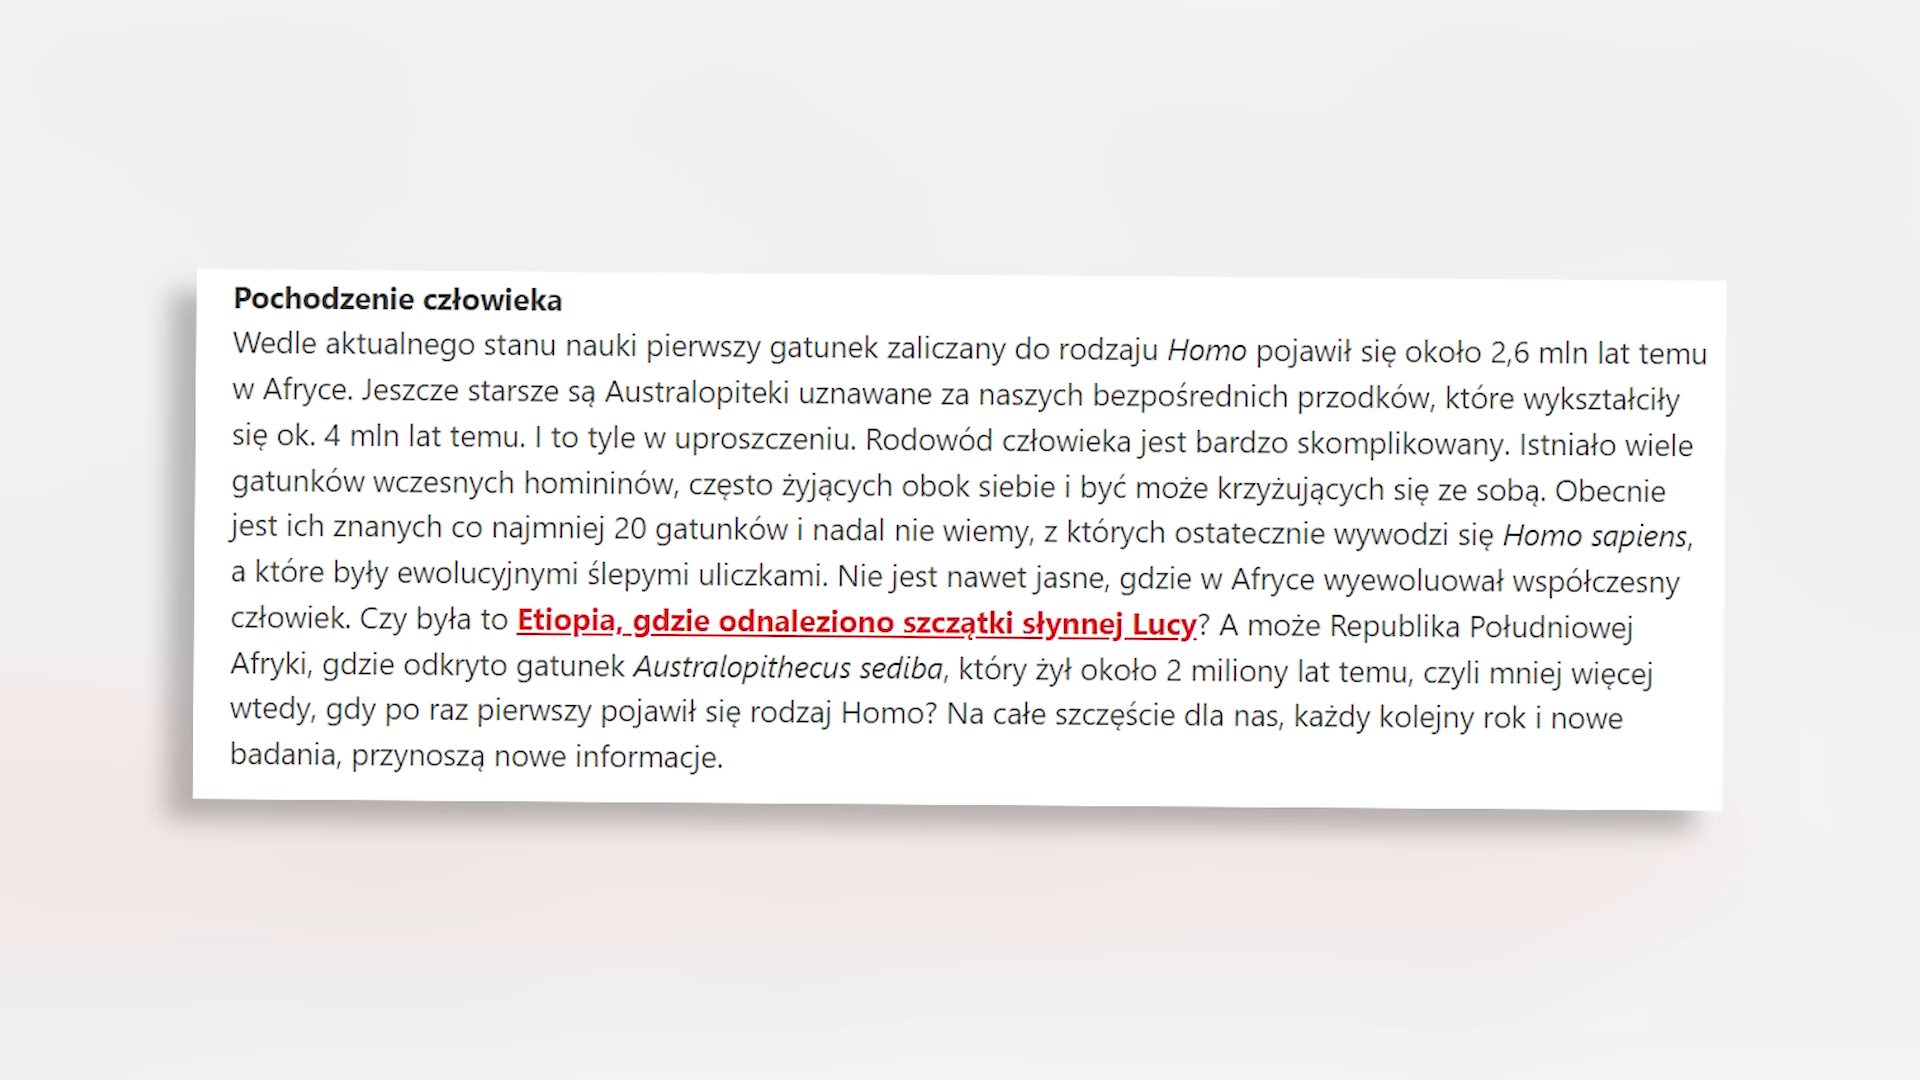 Pochodzenie człowieka
Wedle aktualnego stanu nauki pierwszy gatunek zaliczany do rodzaju Homo pojawił się około 2,6 mln lat temu
w Afryce. Jeszcze starsze są Australopiteki uznawane za naszych bezpośrednich przodków, które wykształciły
się ok. 4 mln lat temu. I to tyle w uproszczeniu. Rodowód człowieka jest bardzo skomplikowany. Istniało wiele
gatunków wczesnych homininów, często żyjących obok siebie i być może krzyżujących się ze sobą. Obecnie
jest ich znanych co najmniej 20 gatunków i nadal nie wiemy, z których ostatecznie wywodzi się Homo sapiens,
a które były ewolucyjnymi ślepymi uliczkami. Nie jest nawet jasne, gdzie w Afryce wyewoluował współczesny
człowiek. Czy była to Etiopia, gdzie odnaleziono szczątki słynnej Lucy? A może Republika Południowej
Afryki, gdzie odkryto gatunek Australopithecus sediba, który żył około 2 miliony lat temu, czyli mniej więcej
wtedy, gdy po raz pierwszy pojawił się rodzaj Homo? Na całe szczęście dla nas, każdy kolejny rok i nowe
badania, przynoszą nowe informacje.